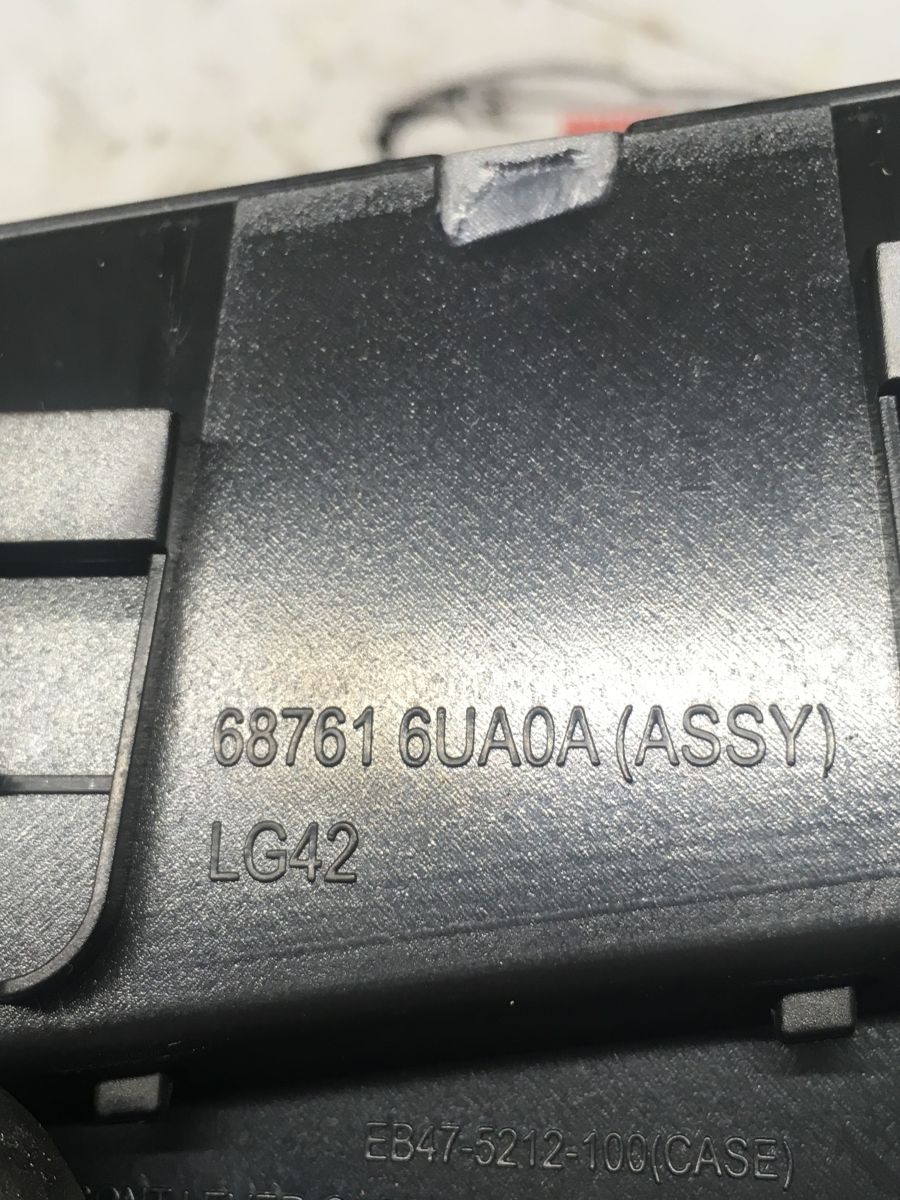 68761 6UA0A (ASSY)
LG42
EB47-5212-100(CASE)